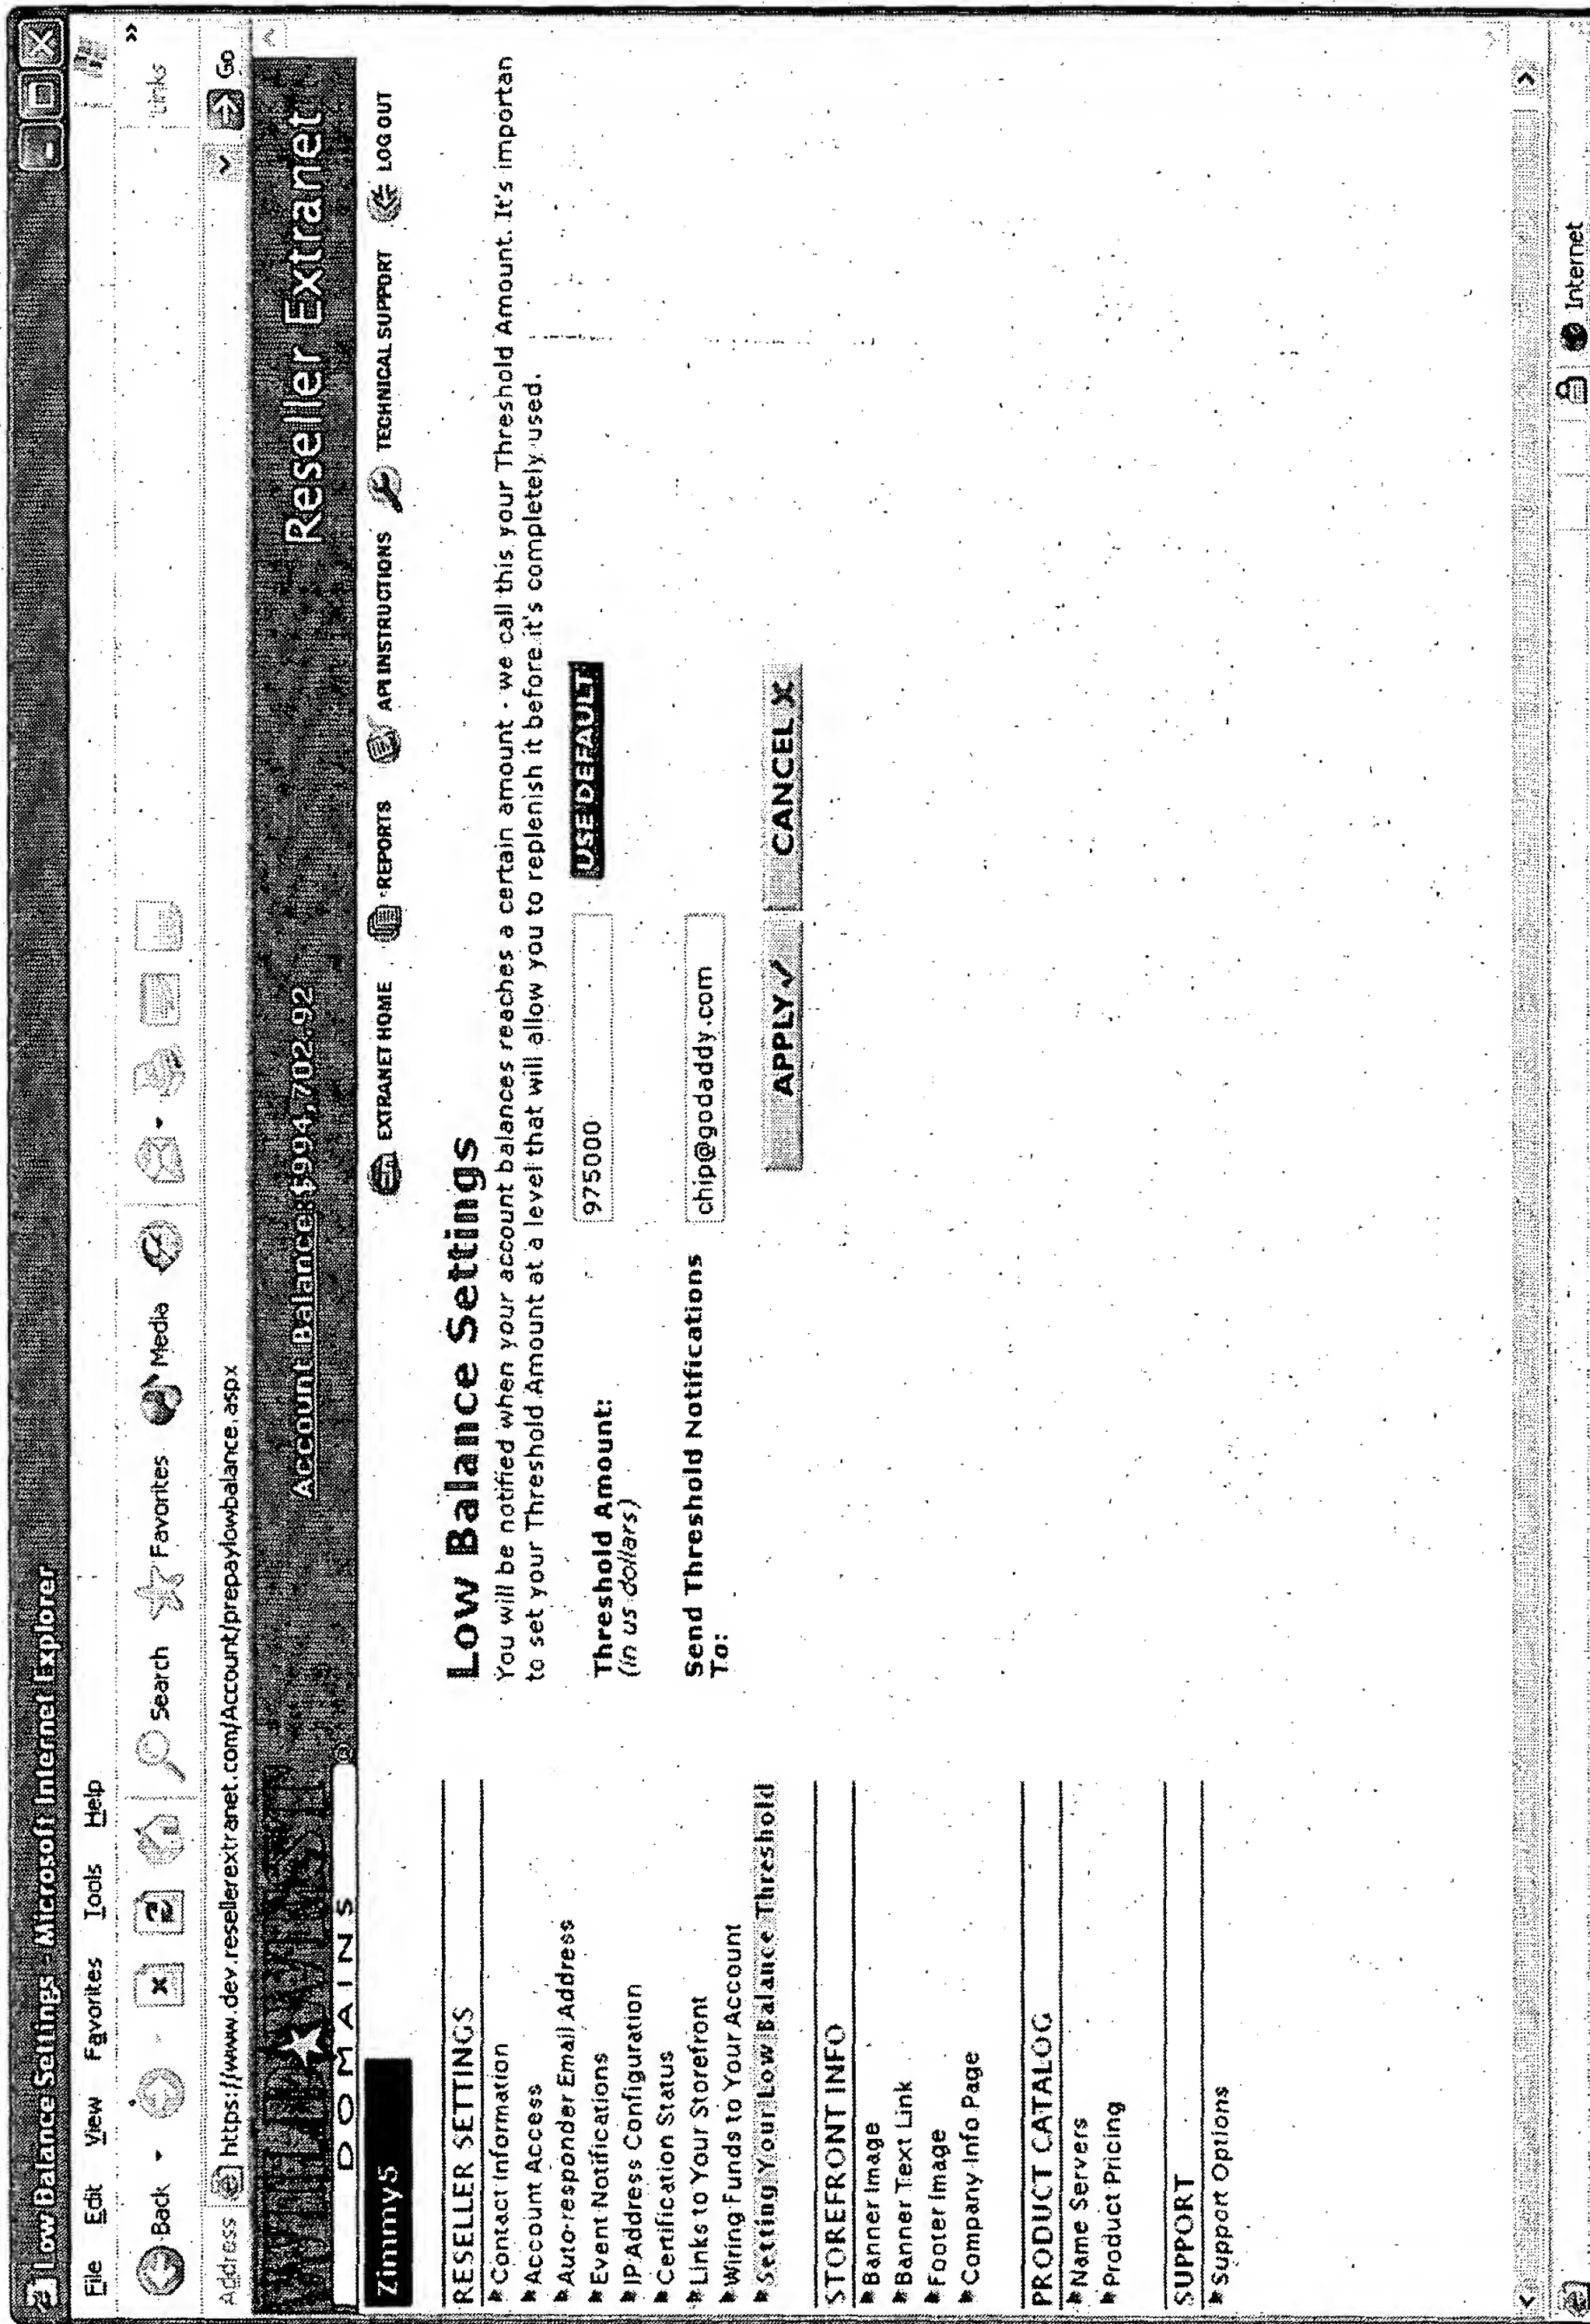 Low Balance Settings - Microsoft Internet Explorer
File Edit View Favorites Tools Help
Back Search Favorites Media Links »
Address https://www.dev.resellerextranet.com/Account/prepaylowbalance.aspx Go
WILD WEST
DOMAINS
Account Balance: $994,702.92
Reseller Extranet
Zimmy5
EXTRANET HOME REPORTS API INSTRUCTIONS TECHNICAL SUPPORT LOG OUT
RESELLER SETTINGS
Contact Information
Account Access
Auto-responder Email Address
Event Notifications
IP Address Configuration
Certification Status
Links to Your Storefront
Wiring Funds to Your Account
Setting Your Low Balance Threshold
STOREFRONT INFO
Banner Image
Banner Text Link
Footer Image
Company Info Page
PRODUCT CATALOG
Name Servers
Product Pricing
SUPPORT
Support Options
Low Balance Settings
You will be notified when your account balances reaches a certain amount - we call this your Threshold Amount. It's importan
to set your Threshold Amount at a level that will allow you to replenish it before it's completely used.
Threshold Amount: 975000 USE DEFAULT
(in us dollars)
Send Threshold Notifications chip@godaddy.com
To:
APPLY ✓ CANCEL X
Internet